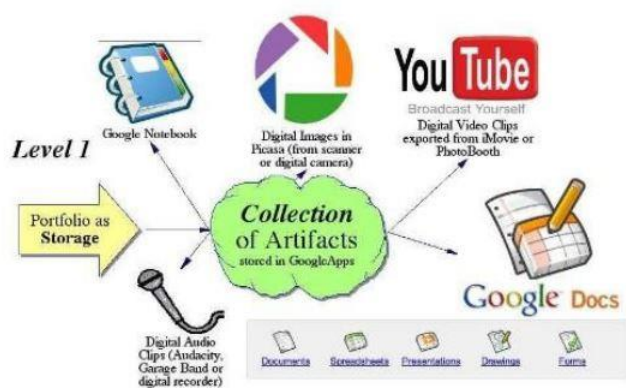 Google Notebook
Digital Images in
Picasa (from scanner
or digital camera)
YouTube
Broadcast Yourself
Digital Video Clips
exported from iMovie or
PhotoBooth
Level 1
Portfolio as
Storage
Collection
of Artifacts
stored in GoogleApps
Google Docs
Digital Audio
Clips (Audacity,
Garage Band or
digital recorder)
Documents Spreadsheets Presentations Drawings Forms